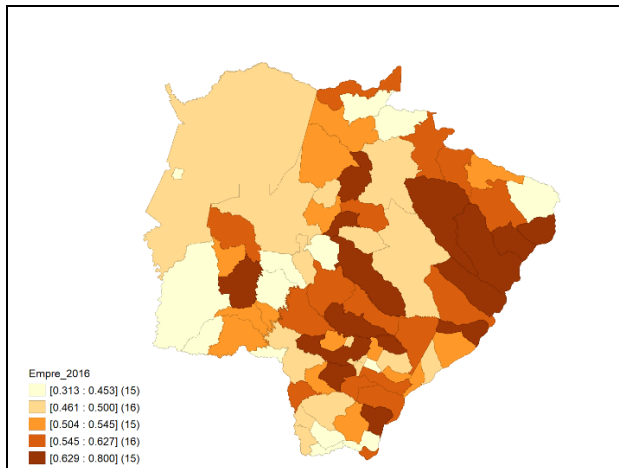 Empre_2016
[0.313 : 0.453] (15)
[0.461 : 0.500] (16)
[0.504 : 0.545] (15)
[0.545 : 0.627] (16)
[0.629 : 0.800] (15)